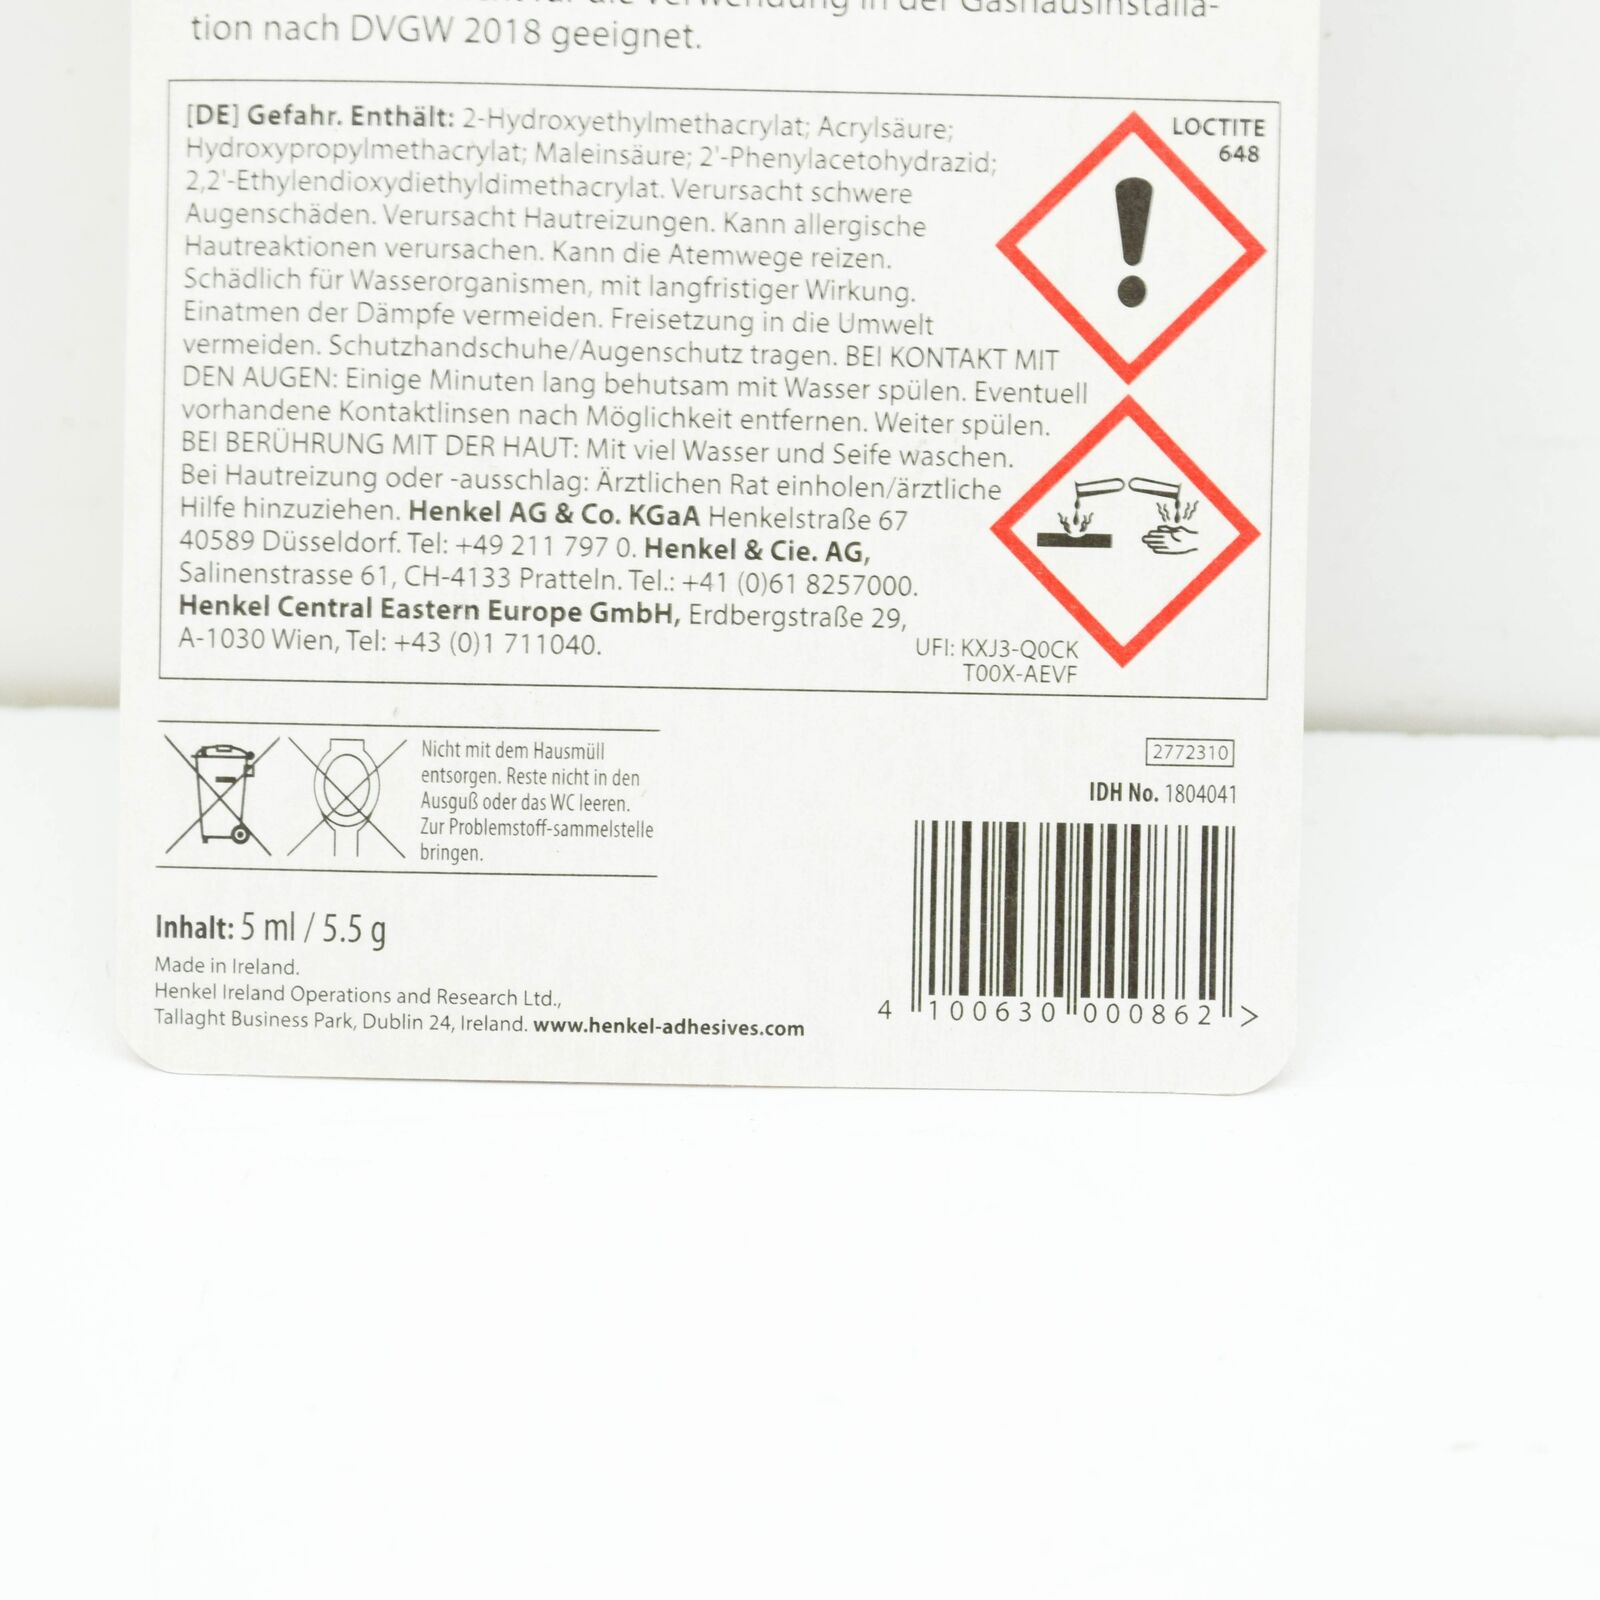 für die Verwendung in der Gashausinstalla-
tion nach DVGW 2018 geeignet.
[DE] Gefahr. Enthält: 2-Hydroxyethylmethacrylat; Acrylsäure;
Hydroxypropylmethacrylat; Maleinsäure; 2'-Phenylacetohydrazid;
2,2'-Ethylendioxydiethyldimethacrylat. Verursacht schwere
Augenschäden. Verursacht Hautreizungen. Kann allergische
Hautreaktionen verursachen. Kann die Atemwege reizen.
Schädlich für Wasserorganismen, mit langfristiger Wirkung.
Einatmen der Dämpfe vermeiden. Freisetzung in die Umwelt
vermeiden. Schutzhandschuhe/Augenschutz tragen. BEI KONTAKT MIT
DEN AUGEN: Einige Minuten lang behutsam mit Wasser spülen. Eventuell
vorhandene Kontaktlinsen nach Möglichkeit entfernen. Weiter spülen.
BEI BERÜHRUNG MIT DER HAUT: Mit viel Wasser und Seife waschen.
Bei Hautreizung oder -ausschlag: Ärztlichen Rat einholen/ärztliche
Hilfe hinzuziehen. Henkel AG & Co. KGaA Henkelstraße 67
40589 Düsseldorf. Tel: +49 211 797 0. Henkel & Cie. AG,
Salinenstrasse 61, CH-4133 Pratteln. Tel.: +41 (0)61 8257000.
Henkel Central Eastern Europe GmbH, Erdbergstraße 29,
A-1030 Wien, Tel: +43 (0)1 711040.
LOCTITE
648
UFI: KXJ3-Q0CK
T00X-AEVF
Nicht mit dem Hausmüll
entsorgen. Reste nicht in den
Ausguß oder das WC leeren.
Zur Problemstoff-sammelstelle
bringen.
2772310
IDH No. 1804041
Inhalt: 5 ml / 5.5 g
Made in Ireland.
Henkel Ireland Operations and Research Ltd.,
Tallaght Business Park, Dublin 24, Ireland. www.henkel-adhesives.com
4 100630 000862 >